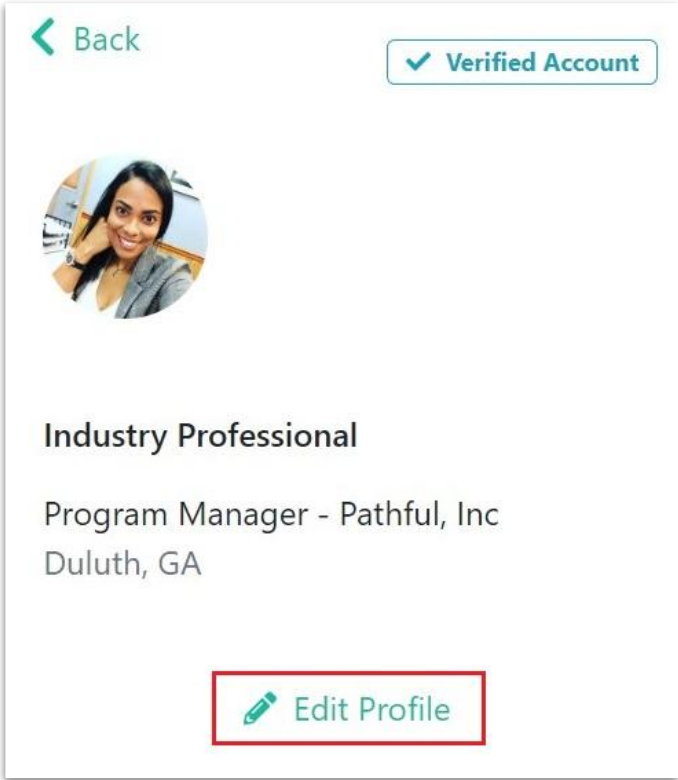 Back
Verified Account
Industry Professional
Program Manager - Pathful, Inc
Duluth, GA
Edit Profile